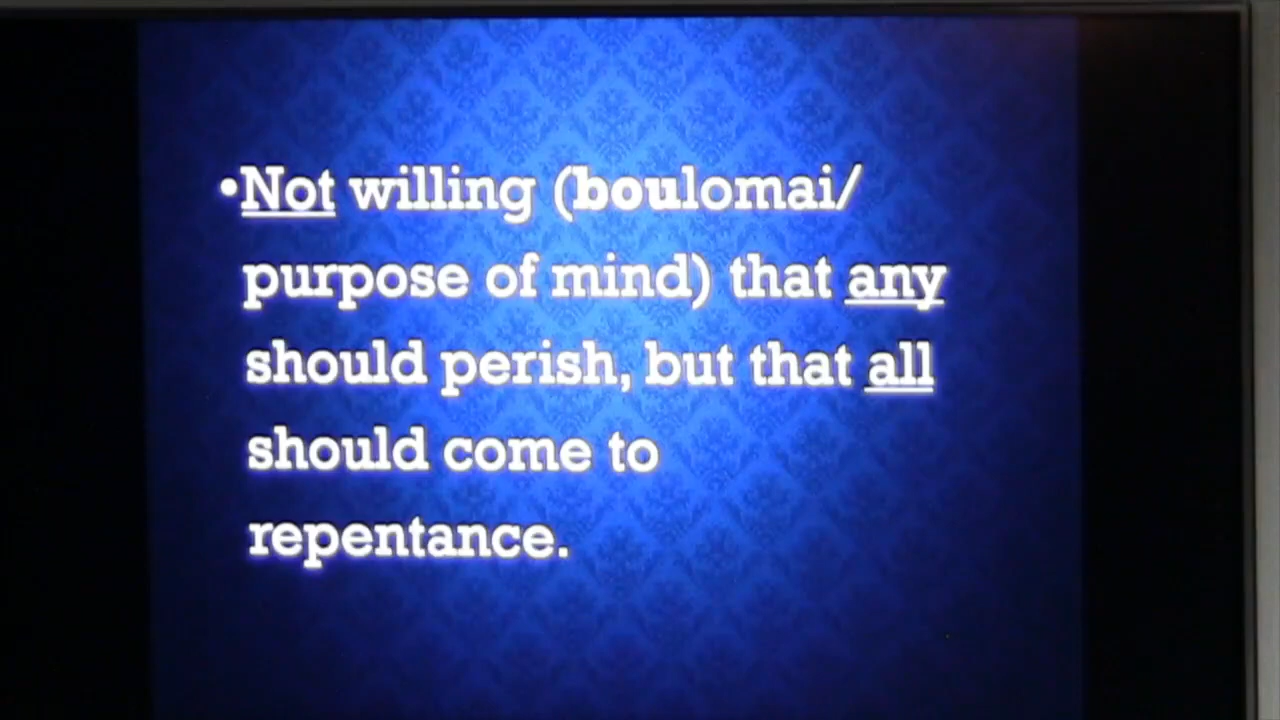 •Not willing (boulomai/
purpose of mind) that any
should perish, but that all
should come to
repentance.